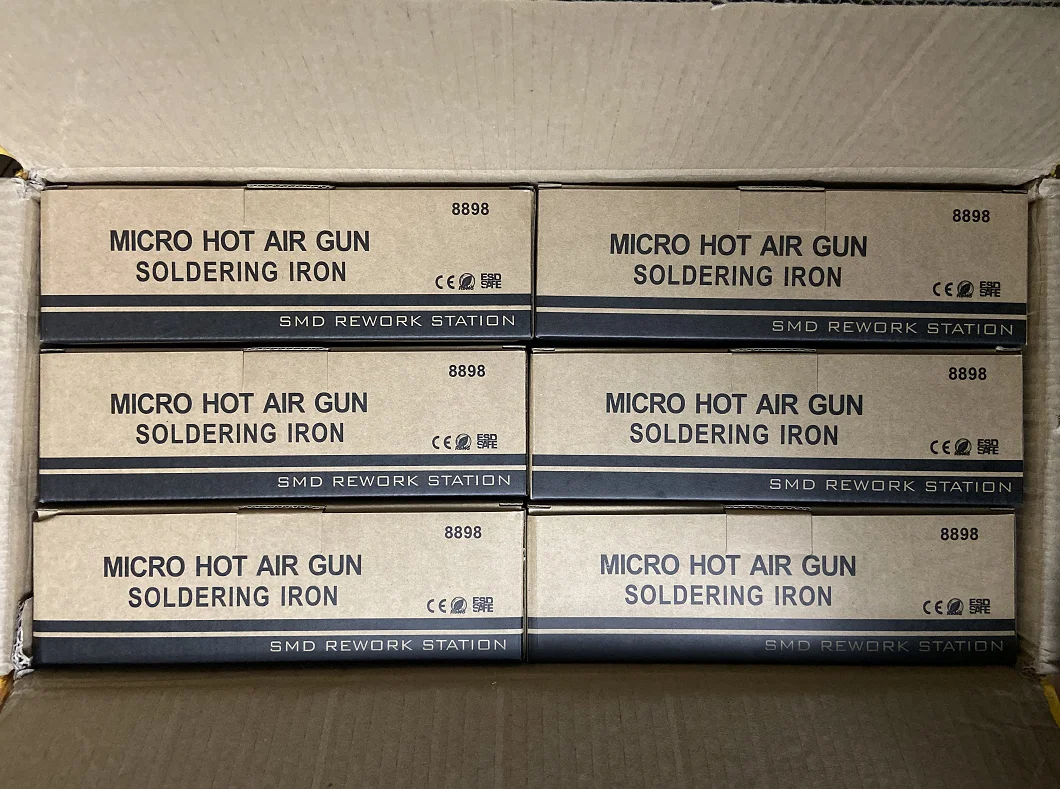 8898
MICRO HOT AIR GUN
SOLDERING IRON
CE ESD SAFE
SMD REWORK STATION
8898
MICRO HOT AIR GUN
SOLDERING IRON
CE ESD SAFE
SMD REWORK STATION
8898
MICRO HOT AIR GUN
SOLDERING IRON
CE ESD SAFE
SMD REWORK STATION
8898
MICRO HOT AIR GUN
SOLDERING IRON
CE ESD SAFE
SMD REWORK STATION
8898
MICRO HOT AIR GUN
SOLDERING IRON
CE ESD SAFE
SMD REWORK STATION
8898
MICRO HOT AIR GUN
SOLDERING IRON
CE ESD SAFE
SMD REWORK STATION